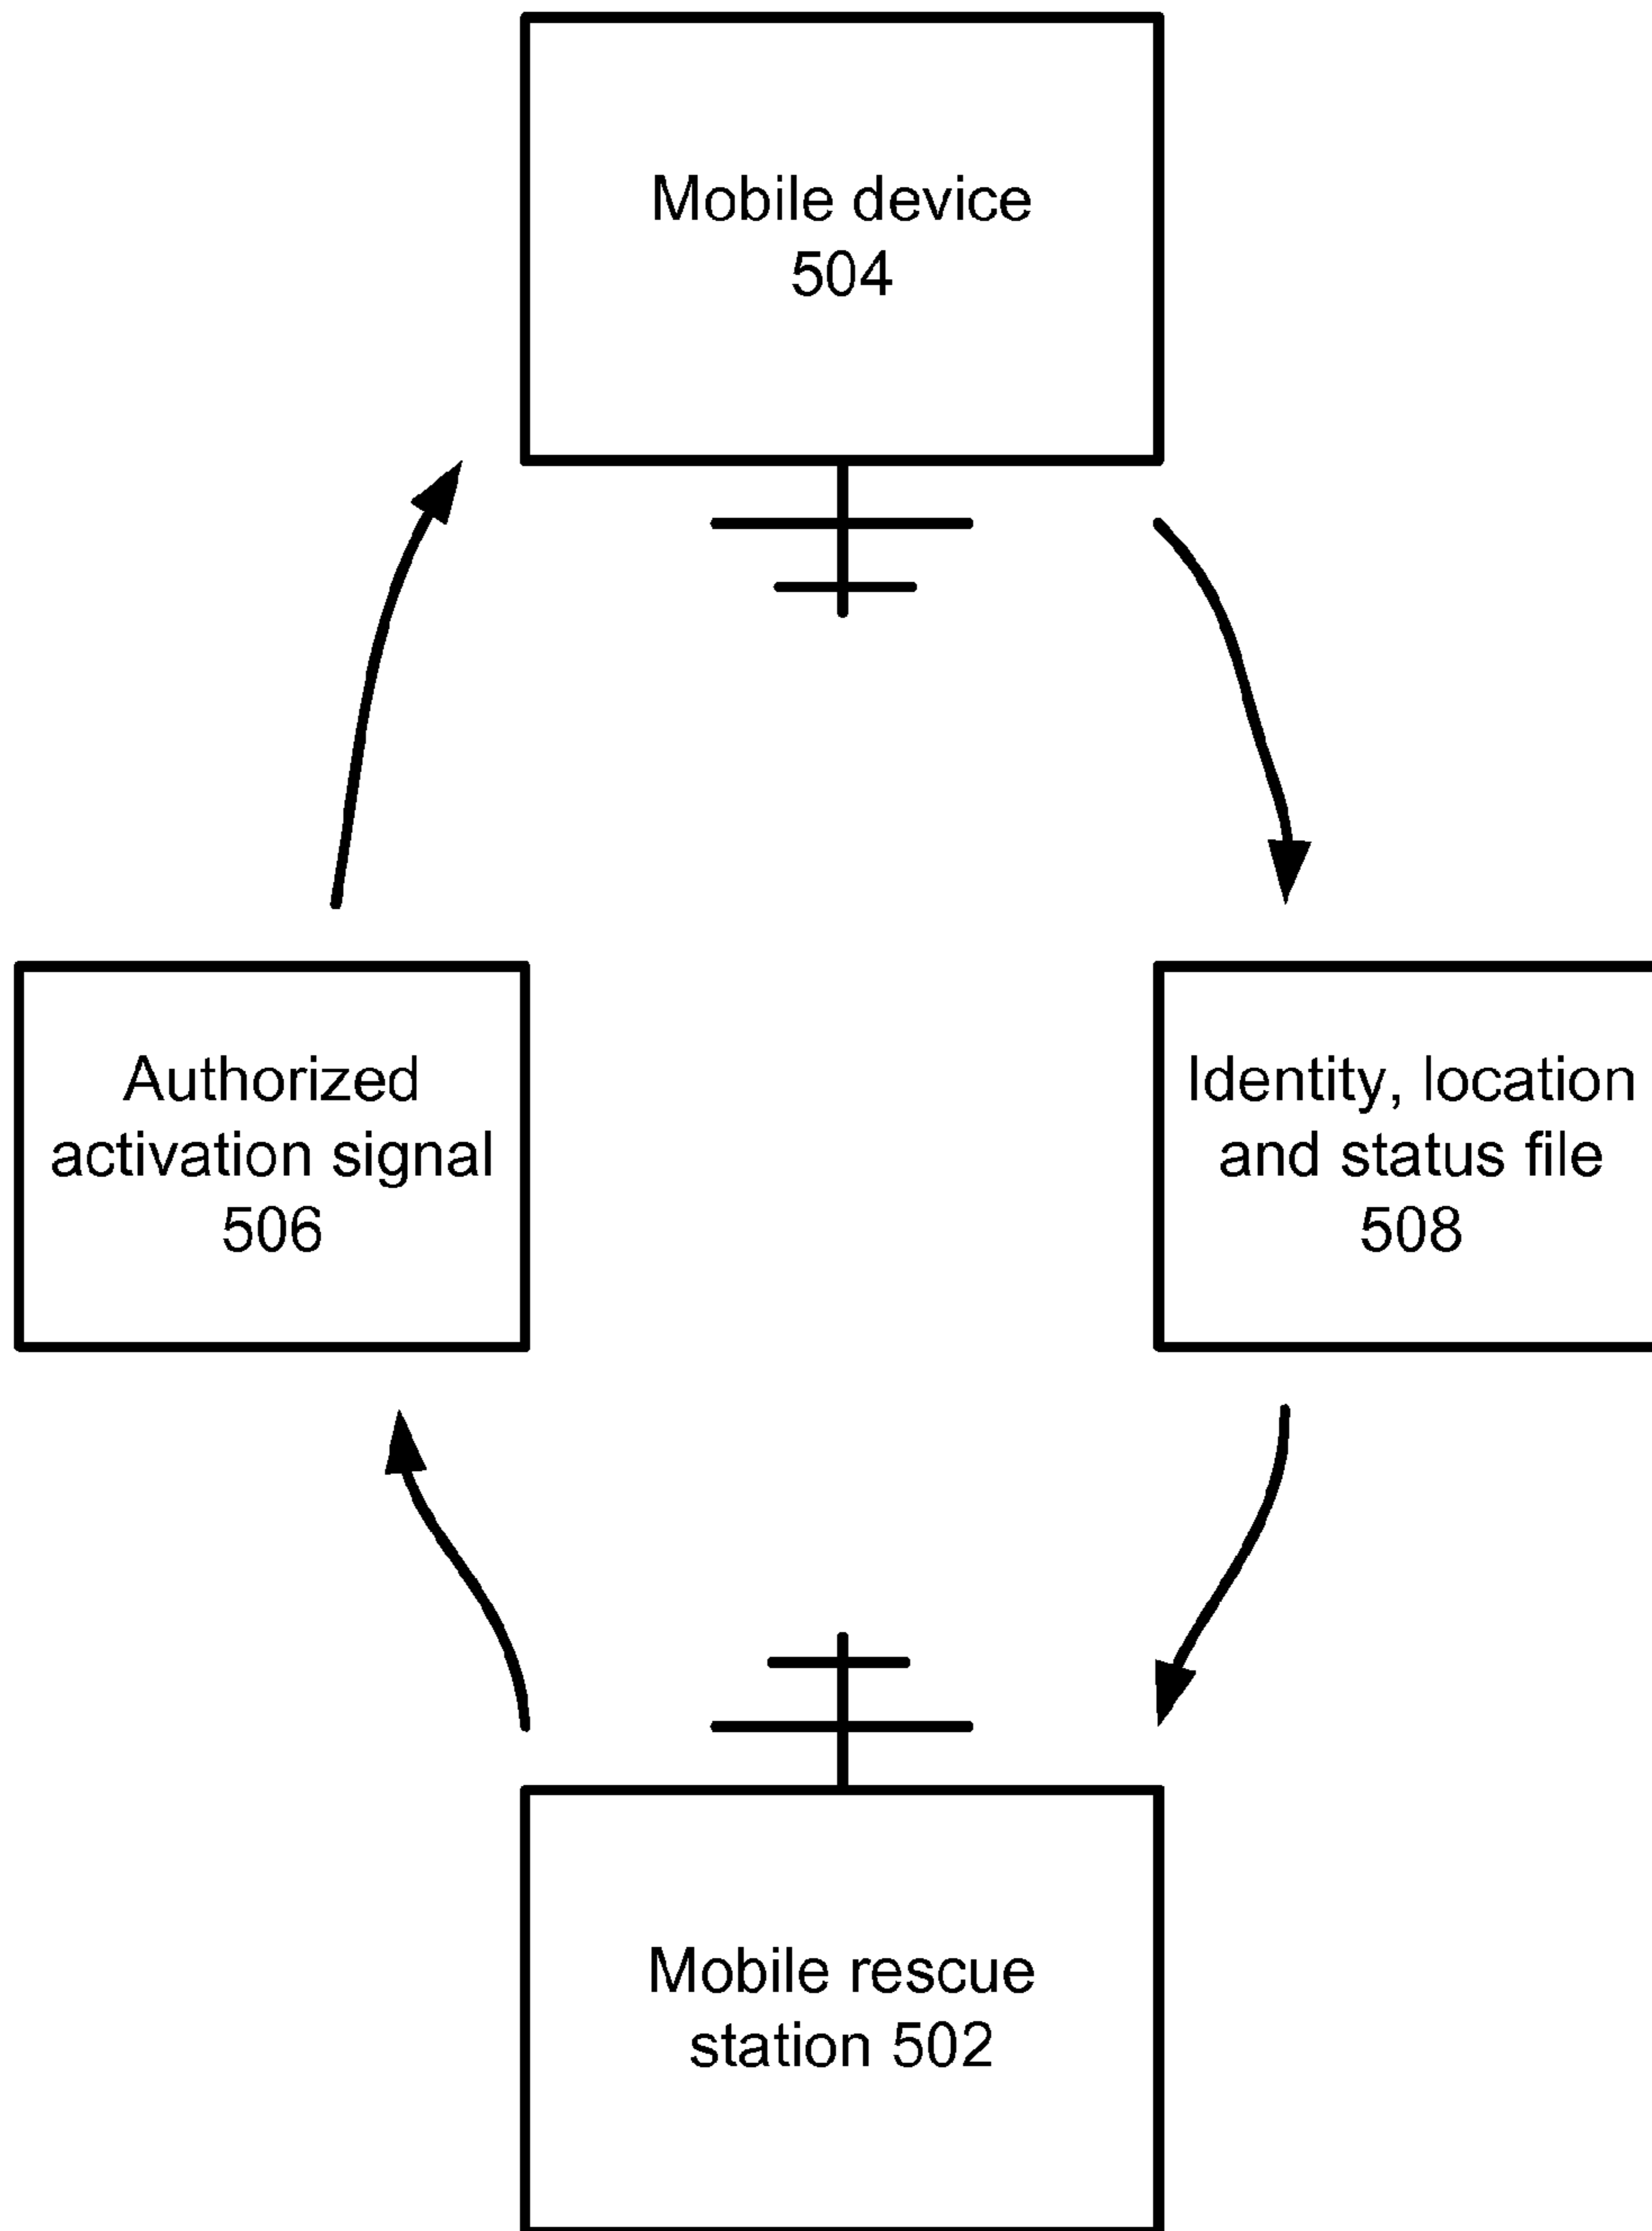 Mobile device
504
Authorized
activation signal
506
Identity, location
and status file
508
Mobile rescue
station 502